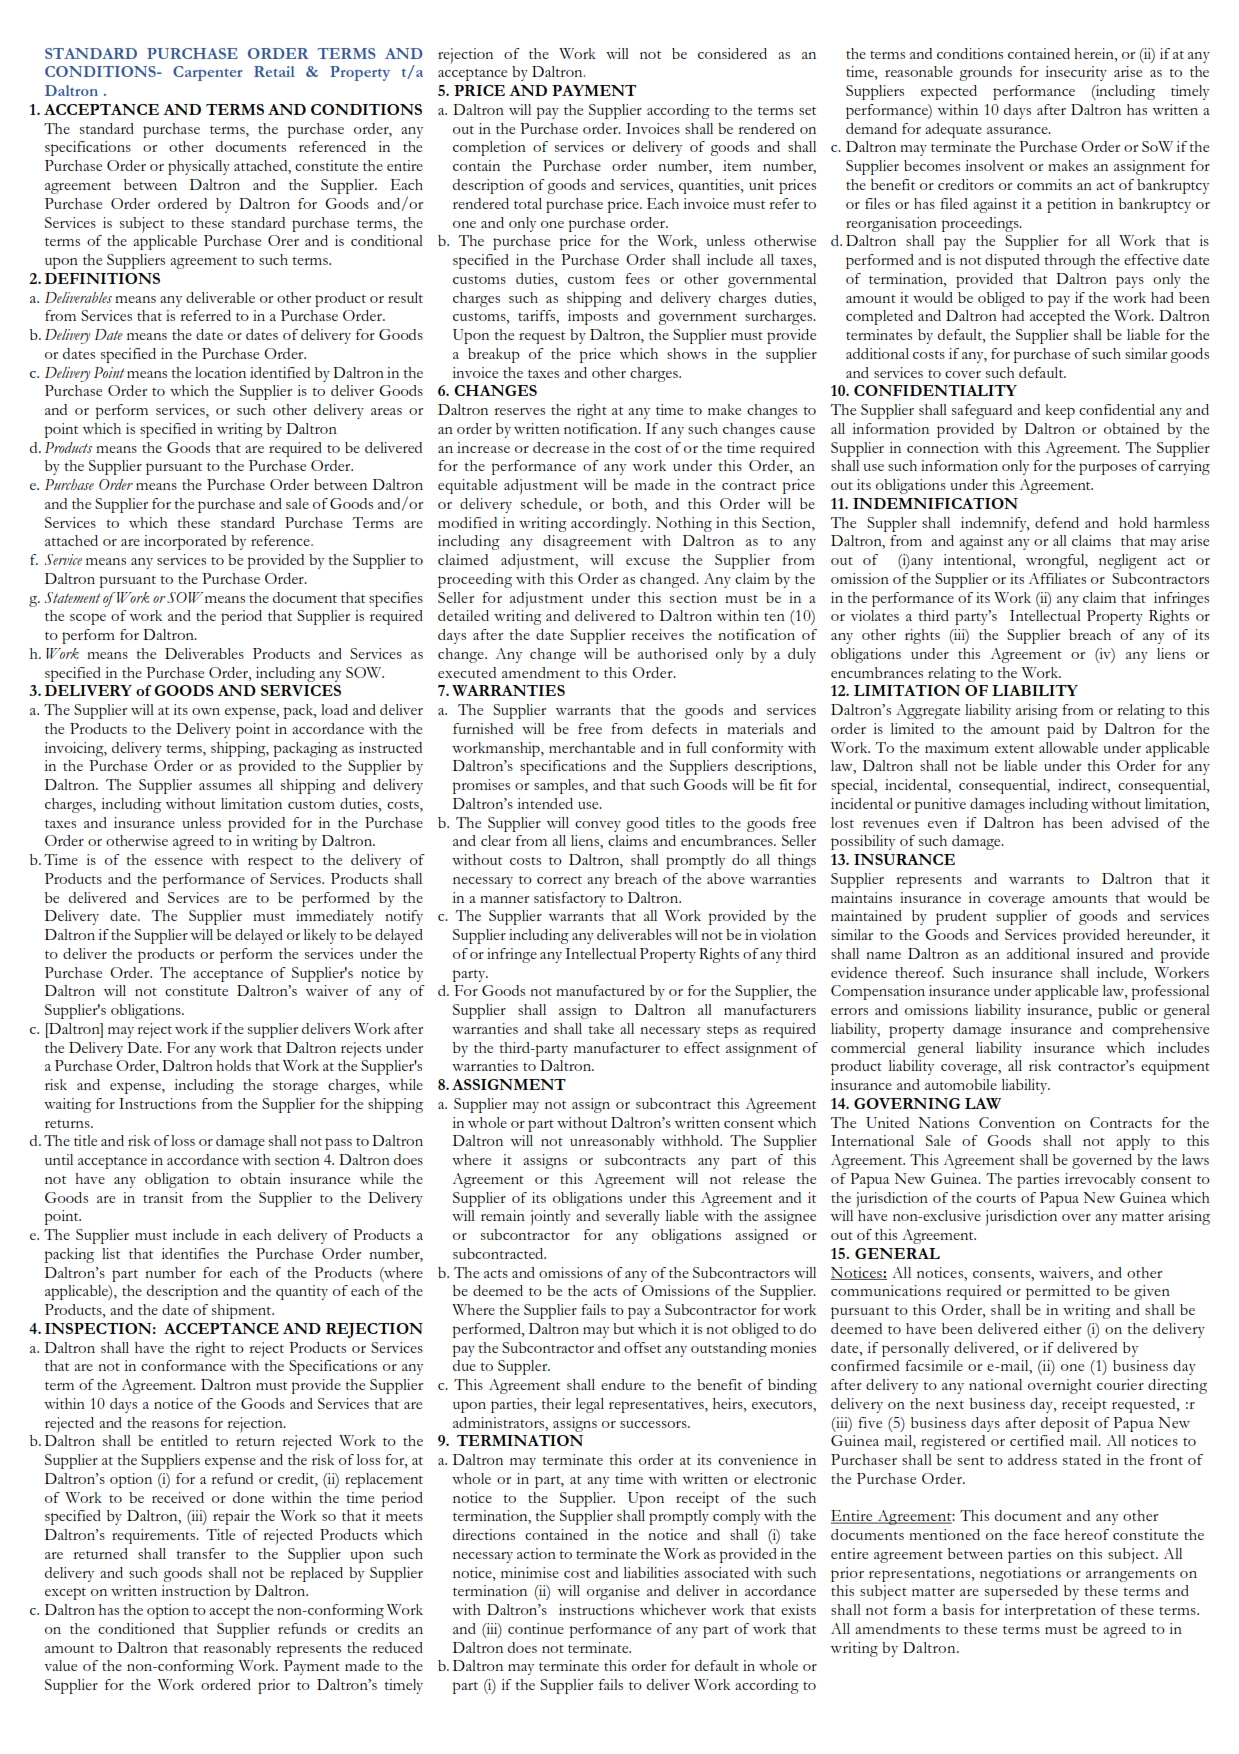 STANDARD PURCHASE ORDER TERMS AND
CONDITIONS- Carpenter Retail & Property t/a
Daltron .
1. ACCEPTANCE AND TERMS AND CONDITIONS
The standard purchase terms, the purchase order, any
specifications or other documents referenced in the
Purchase Order or physically attached, constitute the entire
agreement between Daltron and the Supplier. Each
Purchase Order ordered by Daltron for Goods and/or
Services is subject to these standard purchase terms, the
terms of the applicable Purchase Orer and is conditional
upon the Suppliers agreement to such terms.
2. DEFINITIONS
a. Deliverables means any deliverable or other product or result
from Services that is referred to in a Purchase Order.
b. Delivery Date means the date or dates of delivery for Goods
or dates specified in the Purchase Order.
c. Delivery Point means the location identified by Daltron in the
Purchase Order to which the Supplier is to deliver Goods
and or perform services, or such other delivery areas or
point which is specified in writing by Daltron
d. Products means the Goods that are required to be delivered
by the Supplier pursuant to the Purchase Order.
e. Purchase Order means the Purchase Order between Daltron
and the Supplier for the purchase and sale of Goods and/or
Services to which these standard Purchase Terms are
attached or are incorporated by reference.
f. Service means any services to be provided by the Supplier to
Daltron pursuant to the Purchase Order.
g. Statement of Work or SOW means the document that specifies
the scope of work and the period that Supplier is required
to perform for Daltron.
h. Work means the Deliverables Products and Services as
specified in the Purchase Order, including any SOW.
3. DELIVERY of GOODS AND SERVICES
a. The Supplier will at its own expense, pack, load and deliver
the Products to the Delivery point in accordance with the
invoicing, delivery terms, shipping, packaging as instructed
in the Purchase Order or as provided to the Supplier by
Daltron. The Supplier assumes all shipping and delivery
charges, including without limitation custom duties, costs,
taxes and insurance unless provided for in the Purchase
Order or otherwise agreed to in writing by Daltron.
b. Time is of the essence with respect to the delivery of
Products and the performance of Services. Products shall
be delivered and Services are to be performed by the
Delivery date. The Supplier must immediately notify
Daltron if the Supplier will be delayed or likely to be delayed
to deliver the products or perform the services under the
Purchase Order. The acceptance of Supplier's notice by
Daltron will not constitute Daltron's waiver of any of
Supplier's obligations.
c. [Daltron] may reject work if the supplier delivers Work after
the Delivery Date. For any work that Daltron rejects under
a Purchase Order, Daltron holds that Work at the Supplier's
risk and expense, including the storage charges, while
waiting for Instructions from the Supplier for the shipping
returns.
d. The title and risk of loss or damage shall not pass to Daltron
until acceptance in accordance with section 4. Daltron does
not have any obligation to obtain insurance while the
Goods are in transit from the Supplier to the Delivery
point.
e. The Supplier must include in each delivery of Products a
packing list that identifies the Purchase Order number,
Daltron's part number for each of the Products (where
applicable), the description and the quantity of each of the
Products, and the date of shipment.
4. INSPECTION: ACCEPTANCE AND REJECTION
a. Daltron shall have the right to reject Products or Services
that are not in conformance with the Specifications or any
term of the Agreement. Daltron must provide the Supplier
within 10 days a notice of the Goods and Services that are
rejected and the reasons for rejection.
b. Daltron shall be entitled to return rejected Work to the
Supplier at the Suppliers expense and the risk of loss for, at
Daltron's option (i) for a refund or credit, (ii) replacement
of Work to be received or done within the time period
specified by Daltron, (iii) repair the Work so that it meets
Daltron's requirements. Title of rejected Products which
are returned shall transfer to the Supplier upon such
delivery and such goods shall not be replaced by Supplier
except on written instruction by Daltron.
c. Daltron has the option to accept the non-conforming Work
on the conditioned that Supplier refunds or credits an
amount to Daltron that reasonably represents the reduced
value of the non-conforming Work. Payment made to the
Supplier for the Work ordered prior to Daltron's timely
rejection of the Work will not be considered as an
acceptance by Daltron.
5. PRICE AND PAYMENT
a. Daltron will pay the Supplier according to the terms set
out in the Purchase order. Invoices shall be rendered on
completion of services or delivery of goods and shall
contain the Purchase order number, item number,
description of goods and services, quantities, unit prices
rendered total purchase price. Each invoice must refer to
one and only one purchase order.
b. The purchase price for the Work, unless otherwise
specified in the Purchase Order shall include all taxes,
customs duties, custom fees or other governmental
charges such as shipping and delivery charges duties,
customs, tariffs, imposts and government surcharges.
Upon the request by Daltron, the Supplier must provide
a breakup of the price which shows in the supplier
invoice the taxes and other charges.
6. CHANGES
Daltron reserves the right at any time to make changes to
an order by written notification. If any such changes cause
an increase or decrease in the cost of or the time required
for the performance of any work under this Order, an
equitable adjustment will be made in the contract price
or delivery schedule, or both, and this Order will be
modified in writing accordingly. Nothing in this Section,
including any disagreement with Daltron as to any
claimed adjustment, will excuse the Supplier from
proceeding with this Order as changed. Any claim by the
Seller for adjustment under this section must be in a
detailed writing and delivered to Daltron within ten (10)
days after the date Supplier receives the notification of
change. Any change will be authorised only by a duly
executed amendment to this Order.
7. WARRANTIES
a. The Supplier warrants that the goods and services
furnished will be free from defects in materials and
workmanship, merchantable and in full conformity with
Daltron's specifications and the Suppliers descriptions,
promises or samples, and that such Goods will be fit for
Daltron's intended use.
b. The Supplier will convey good titles to the goods free
and clear from all liens, claims and encumbrances. Seller
without costs to Daltron, shall promptly do all things
necessary to correct any breach of the above warranties
in a manner satisfactory to Daltron.
c. The Supplier warrants that all Work provided by the
Supplier including any deliverables will not be in violation
of or infringe any Intellectual Property Rights of any third
party.
d. For Goods not manufactured by or for the Supplier, the
Supplier shall assign to Daltron all manufacturers
warranties and shall take all necessary steps as required
by the third-party manufacturer to effect assignment of
warranties to Daltron.
8. ASSIGNMENT
a. Supplier may not assign or subcontract this Agreement
in whole or part without Daltron's written consent which
Daltron will not unreasonably withhold. The Supplier
where it assigns or subcontracts any part of this
Agreement or this Agreement will not release the
Supplier of its obligations under this Agreement and it
will remain jointly and severally liable with the assignee
or subcontractor for any obligations assigned or
subcontracted.
b. The acts and omissions of any of the Subcontractors will
be deemed to be the acts of Omissions of the Supplier.
Where the Supplier fails to pay a Subcontractor for work
performed, Daltron may but which it is not obliged to do
pay the Subcontractor and offset any outstanding monies
due to Suppler.
c. This Agreement shall endure to the benefit of binding
upon parties, their legal representatives, heirs, executors,
administrators, assigns or successors.
9. TERMINATION
a. Daltron may terminate this order at its convenience in
whole or in part, at any time with written or electronic
notice to the Supplier. Upon receipt of the such
termination, the Supplier shall promptly comply with the
directions contained in the notice and shall (i) take
necessary action to terminate the Work as provided in the
notice, minimise cost and liabilities associated with such
termination (ii) will organise and deliver in accordance
with Daltron's instructions whichever work that exists
and (iii) continue performance of any part of work that
Daltron does not terminate.
b. Daltron may terminate this order for default in whole or
part (i) if the Supplier fails to deliver Work according to
the terms and conditions contained herein, or (ii) if at any
time, reasonable grounds for insecurity arise as to the
Suppliers expected performance (including timely
performance) within 10 days after Daltron has written a
demand for adequate assurance.
c. Daltron may terminate the Purchase Order or SoW if the
Supplier becomes insolvent or makes an assignment for
the benefit or creditors or commits an act of bankruptcy
or files or has filed against it a petition in bankruptcy or
reorganisation proceedings.
d. Daltron shall pay the Supplier for all Work that is
performed and is not disputed through the effective date
of termination, provided that Daltron pays only the
amount it would be obliged to pay if the work had been
completed and Daltron had accepted the Work. Daltron
terminates by default, the Supplier shall be liable for the
additional costs if any, for purchase of such similar goods
and services to cover such default.
10. CONFIDENTIALITY
The Supplier shall safeguard and keep confidential any and
all information provided by Daltron or obtained by the
Supplier in connection with this Agreement. The Supplier
shall use such information only for the purposes of carrying
out its obligations under this Agreement.
11. INDEMNIFICATION
The Suppler shall indemnify, defend and hold harmless
Daltron, from and against any or all claims that may arise
out of (i)any intentional, wrongful, negligent act or
omission of the Supplier or its Affiliates or Subcontractors
in the performance of its Work (ii) any claim that infringes
or violates a third party's Intellectual Property Rights or
any other rights (iii) the Supplier breach of any of its
obligations under this Agreement or (iv) any liens or
encumbrances relating to the Work.
12. LIMITATION OF LIABILITY
Daltron's Aggregate liability arising from or relating to this
order is limited to the amount paid by Daltron for the
Work. To the maximum extent allowable under applicable
law, Daltron shall not be liable under this Order for any
special, incidental, consequential, indirect, consequential,
incidental or punitive damages including without limitation,
lost revenues even if Daltron has been advised of the
possibility of such damage.
13. INSURANCE
Supplier represents and warrants to Daltron that it
maintains insurance in coverage amounts that would be
maintained by prudent supplier of goods and services
similar to the Goods and Services provided hereunder, it
shall name Daltron as an additional insured and provide
evidence thereof. Such insurance shall include, Workers
Compensation insurance under applicable law, professional
errors and omissions liability insurance, public or general
liability, property damage insurance and comprehensive
commercial general liability insurance which includes
product liability coverage, all risk contractor's equipment
insurance and automobile liability.
14. GOVERNING LAW
The United Nations Convention on Contracts for the
International Sale of Goods shall not apply to this
Agreement. This Agreement shall be governed by the laws
of Papua New Guinea. The parties irrevocably consent to
the jurisdiction of the courts of Papua New Guinea which
will have non-exclusive jurisdiction over any matter arising
out of this Agreement.
15. GENERAL
Notices: All notices, consents, waivers, and other
communications required or permitted to be given
pursuant to this Order, shall be in writing and shall be
deemed to have been delivered either (i) on the delivery
date, if personally delivered, or if delivered by
confirmed facsimile or e-mail, (ii) one (1) business day
after delivery to any national overnight courier directing
delivery on the next business day, receipt requested, :r
(iii) five (5) business days after deposit of Papua New
Guinea mail, registered or certified mail. All notices to
Purchaser shall be sent to address stated in the front of
the Purchase Order.
Entire Agreement: This document and any other
documents mentioned on the face hereof constitute the
entire agreement between parties on this subject. All
prior representations, negotiations or arrangements on
this subject matter are superseded by these terms and
shall not form a basis for interpretation of these terms.
All amendments to these terms must be agreed to in
writing by Daltron.